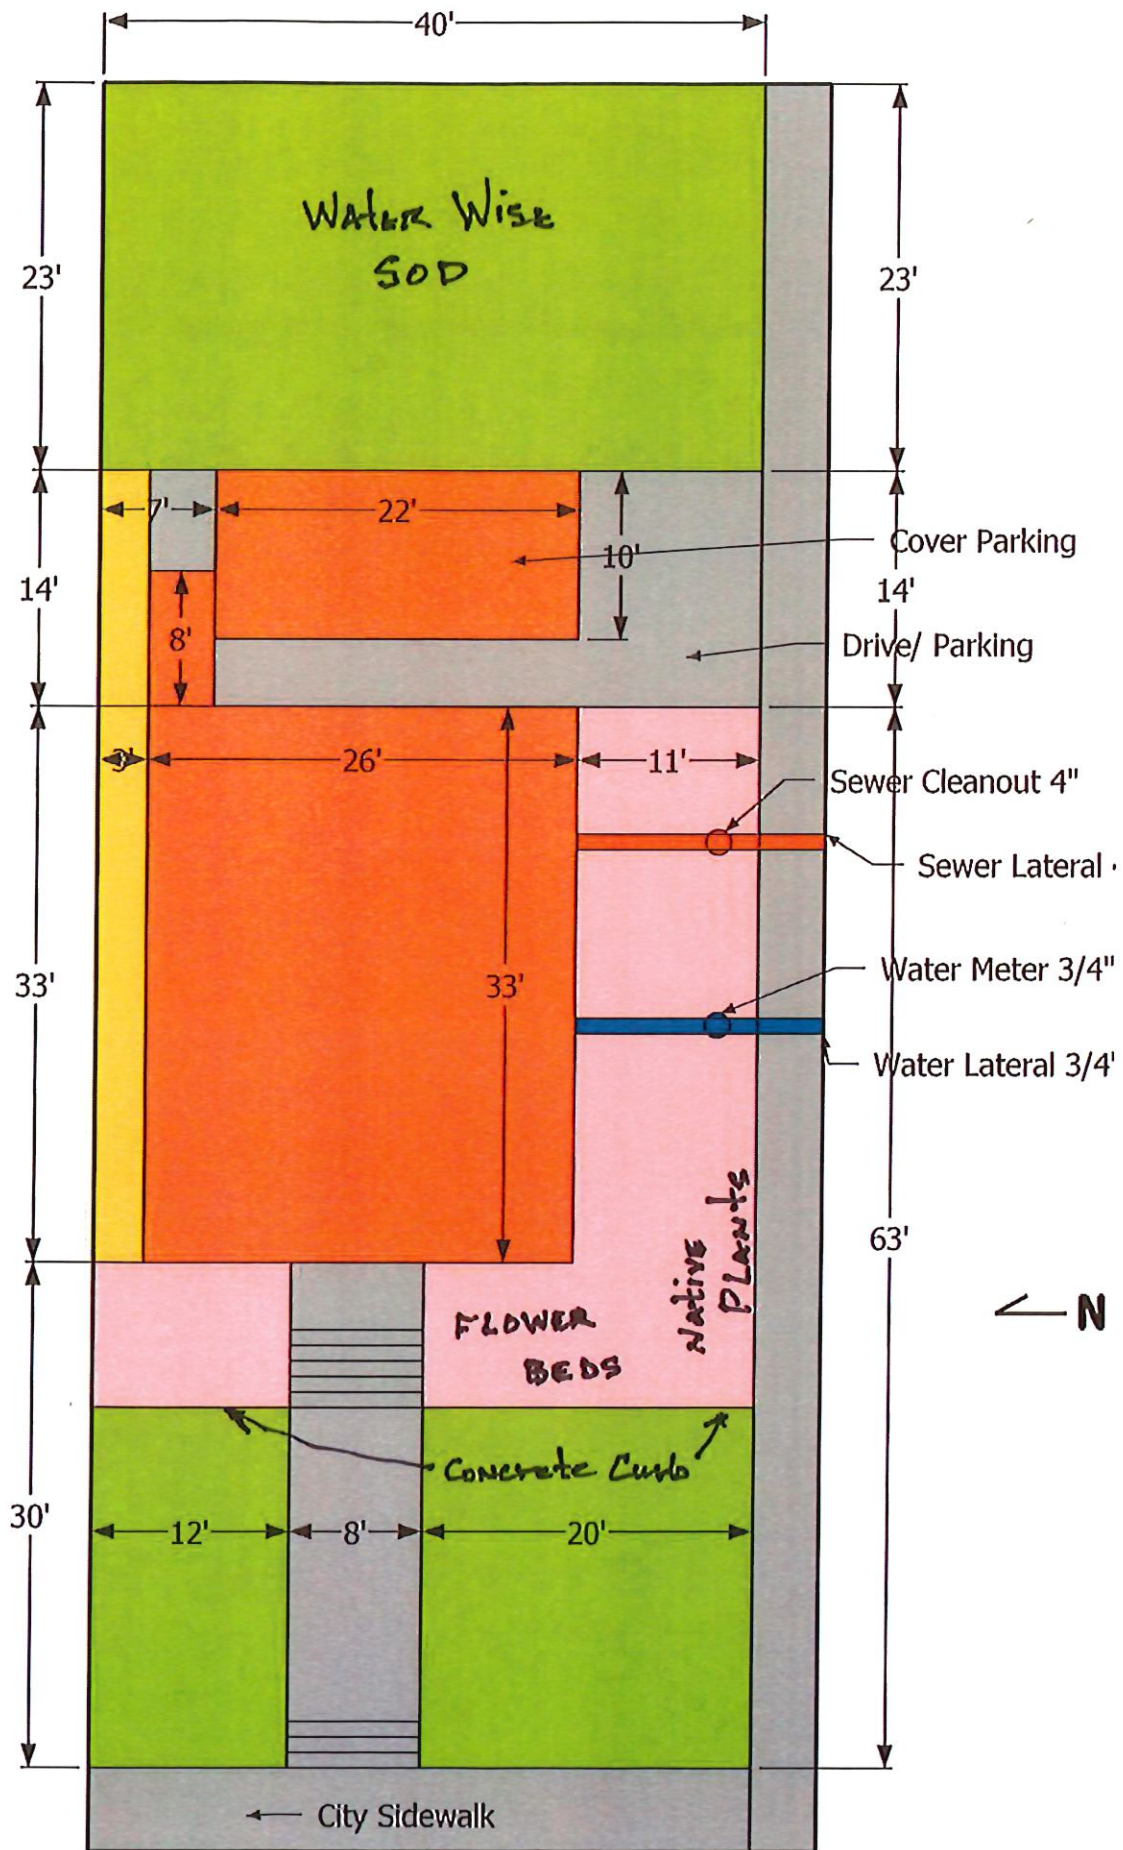 40'
WATER WISE
SOD
23'
23'
7'
22'
10'
Cover Parking
14'
14'
8'
Drive/ Parking
3'
26'
11'
Sewer Cleanout 4"
Sewer Lateral
Water Meter 3/4"
33'
33'
Water Lateral 3/4'
Native
Plants
63'
N
FLOWER
BEDS
Concrete Curb
30'
12'
8'
20'
City Sidewalk